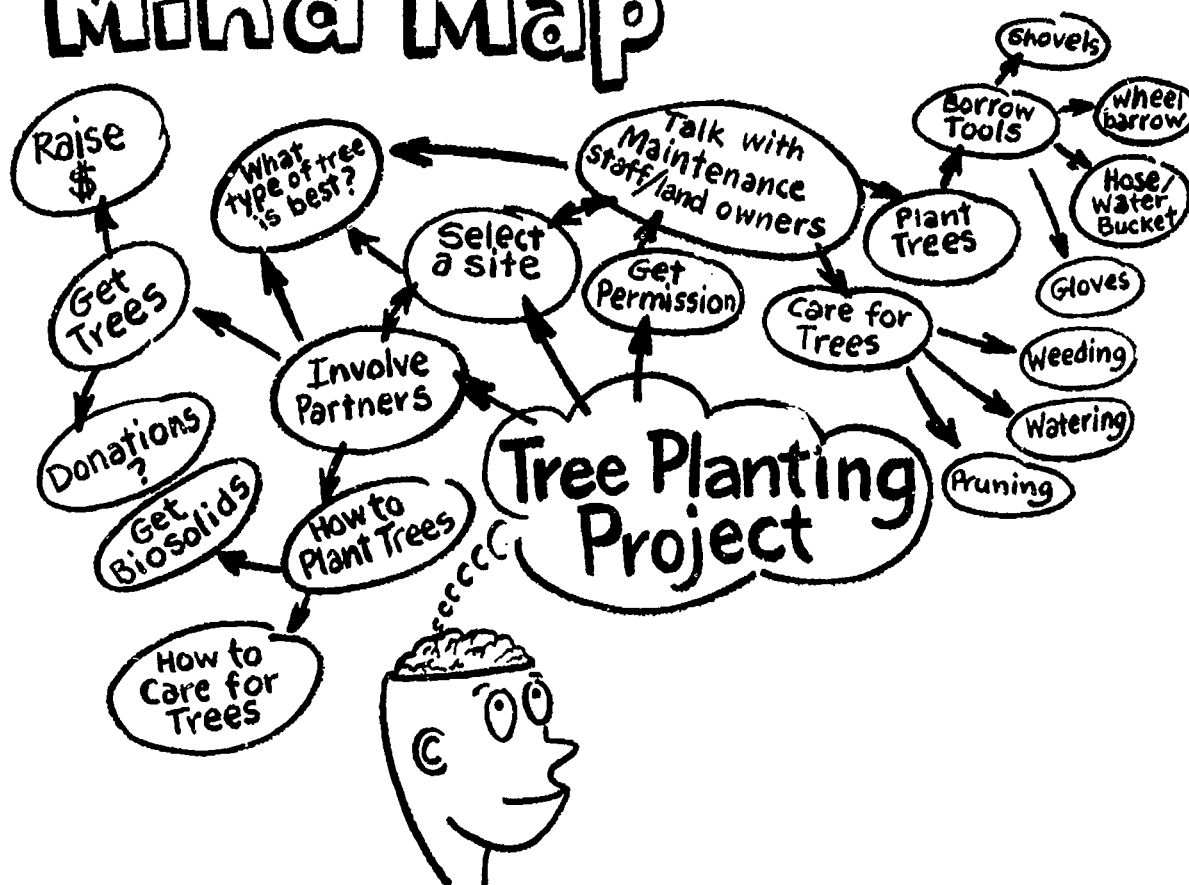 Mind Map
Shovels
Borrow
Tools
Wheel
barrow
Hose/
Water
Bucket
Gloves
Raise
$
What
type of tree
is best?
Talk with
Maintenance
staff/land owners
Plant
Trees
Select
a site
Get
Permission
Get
Trees
Care for
Trees
Weeding
Watering
Pruning
Involve
Partners
Donations
?
Get
Biosolids
How to
Plant Trees
Tree Planting
Project
How to
Care for
Trees